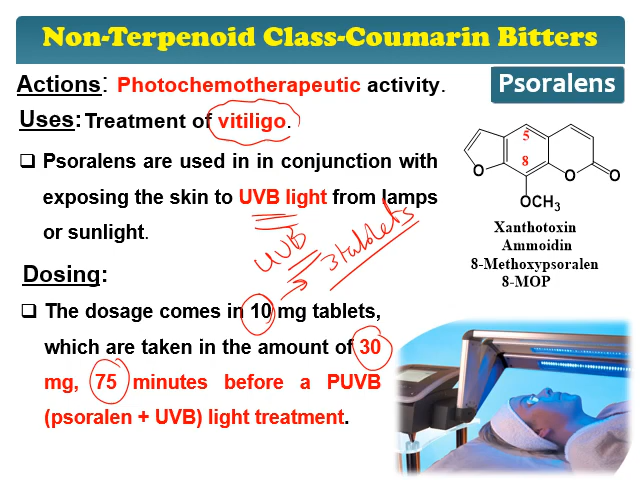 Non-Terpenoid Class-Coumarin Bitters
Actions: Photochemotherapeutic activity.
Psoralens
Uses: Treatment of vitiligo.
❑ Psoralens are used in in conjunction with
exposing the skin to UVB light from lamps
or sunlight.
5
8
O
O
O
OCH3
Xanthotoxin
Ammoidin
8-Methoxypsoralen
8-MOP
UVB
→ 3 tablets
Dosing:
❑ The dosage comes in 10 mg tablets,
which are taken in the amount of 30
mg, 75 minutes before a PUVB
(psoralen + UVB) light treatment.